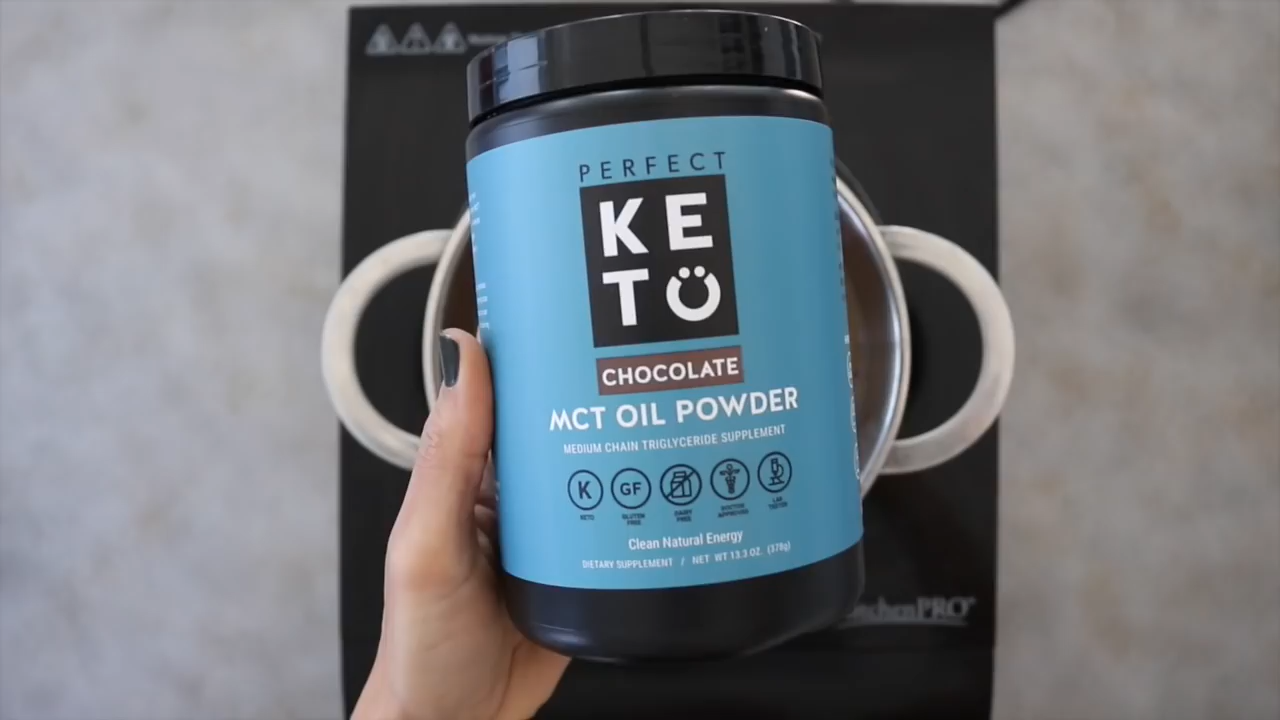 PERFECT
KE
TO
CHOCOLATE
MCT OIL POWDER
MEDIUM CHAIN TRIGLYCERIDE SUPPLEMENT
K GF
KETO GLUTEN FREE DAIRY FREE DOCTOR APPROVED LAB TESTED
Clean Natural Energy
DIETARY SUPPLEMENT / NET WT 13.3 OZ. (378g)